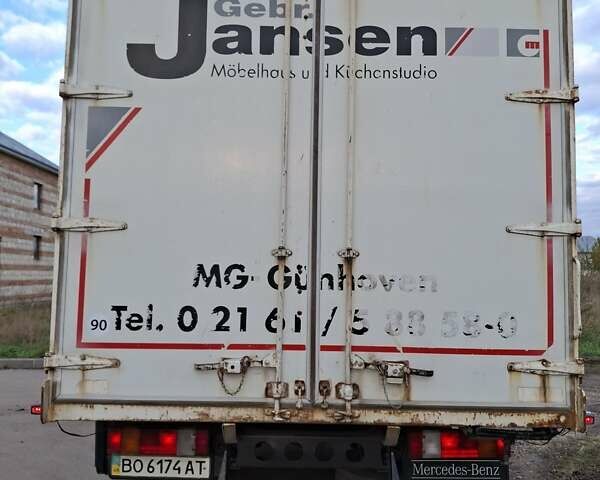 Gebr.
Jansen
Möbelhaus und Küchenstudio
MG-Günhoven
90 Tel. 0 21 61 / 5 88 58-0
BO 6174 AT
Mercedes-Benz